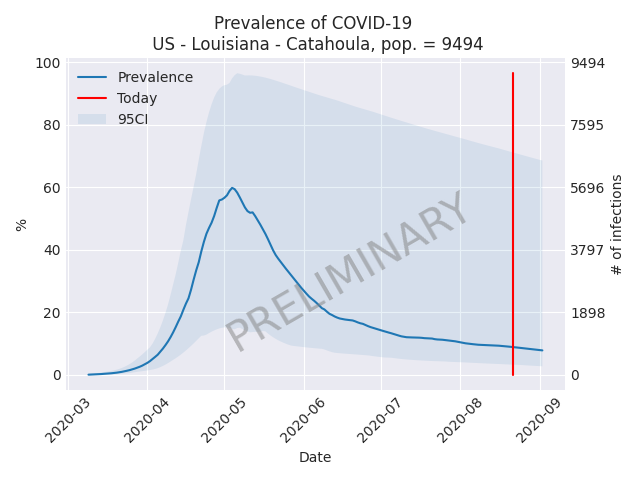 Prevalence of COVID-19
US - Louisiana - Catahoula, pop. = 9494
100
80
60
40
20
0
%
9494
7595
5696
3797
1898
0
# of infections
Prevalence
Today
95CI
PRELIMINARY
2020-03
2020-04
2020-05
2020-06
2020-07
2020-08
2020-09
Date